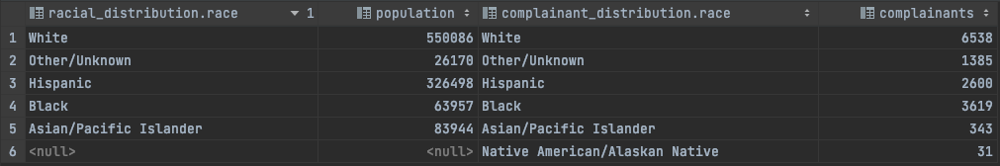 racial_distribution.race 1 population complainant_distribution.race complainants
1 White 550086 White 6538
2 Other/Unknown 26170 Other/Unknown 1385
3 Hispanic 326498 Hispanic 2600
4 Black 63957 Black 3619
5 Asian/Pacific Islander 83944 Asian/Pacific Islander 343
6 <null> <null> Native American/Alaskan Native 31